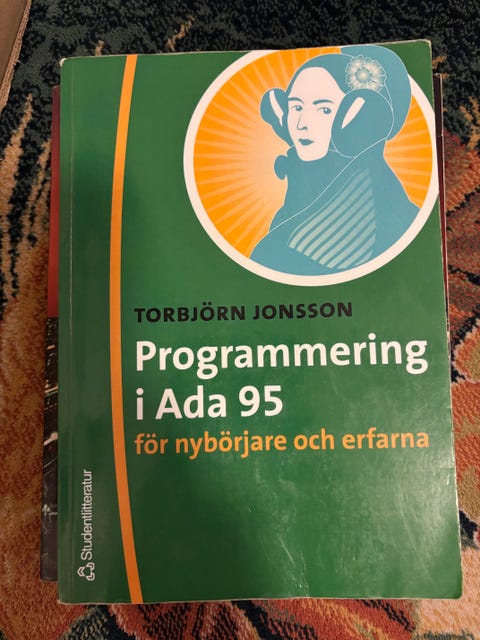 TORBJÖRN JONSSON
Programmering
i Ada 95
för nybörjare och erfarna
Studentlitteratur